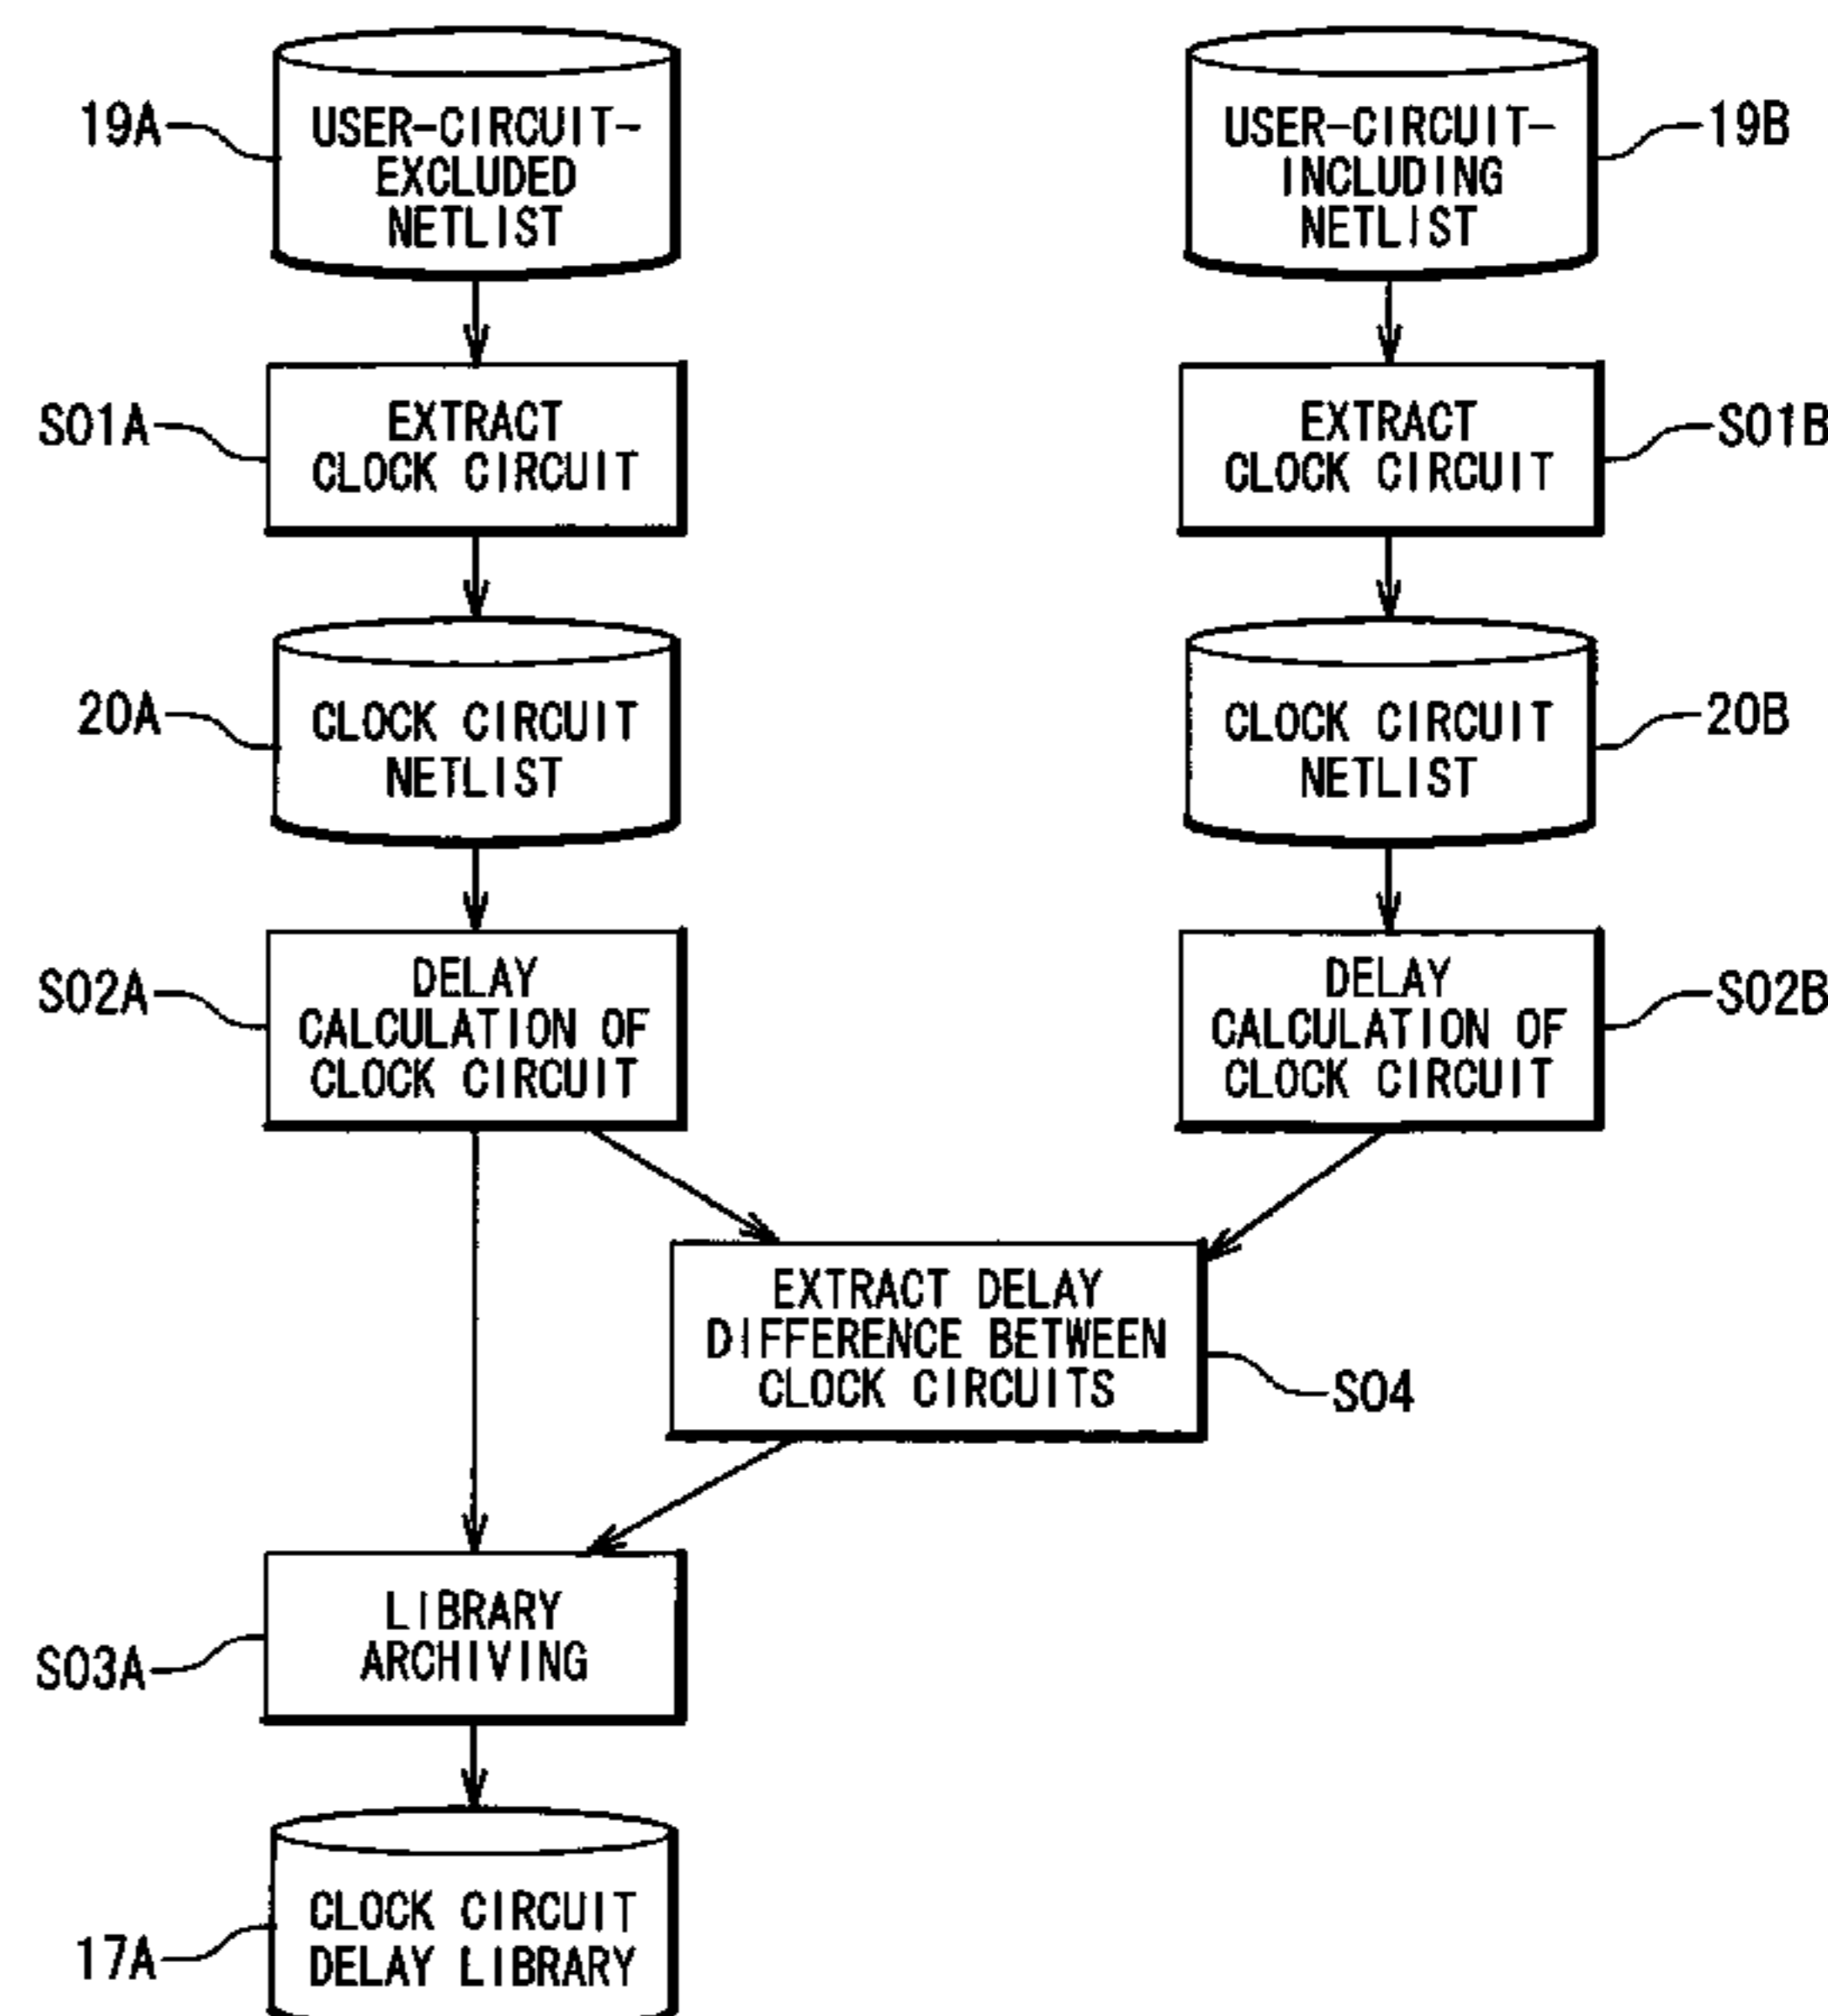 19A
USER-CIRCUIT-
EXCLUDED
NETLIST
USER-CIRCUIT-
INCLUDING
NETLIST
19B
S01A
EXTRACT
CLOCK CIRCUIT
EXTRACT
CLOCK CIRCUIT
S01B
20A
CLOCK CIRCUIT
NETLIST
CLOCK CIRCUIT
NETLIST
20B
S02A
DELAY
CALCULATION OF
CLOCK CIRCUIT
DELAY
CALCULATION OF
CLOCK CIRCUIT
S02B
EXTRACT DELAY
DIFFERENCE BETWEEN
CLOCK CIRCUITS
S04
S03A
LIBRARY
ARCHIVING
17A
CLOCK CIRCUIT
DELAY LIBRARY